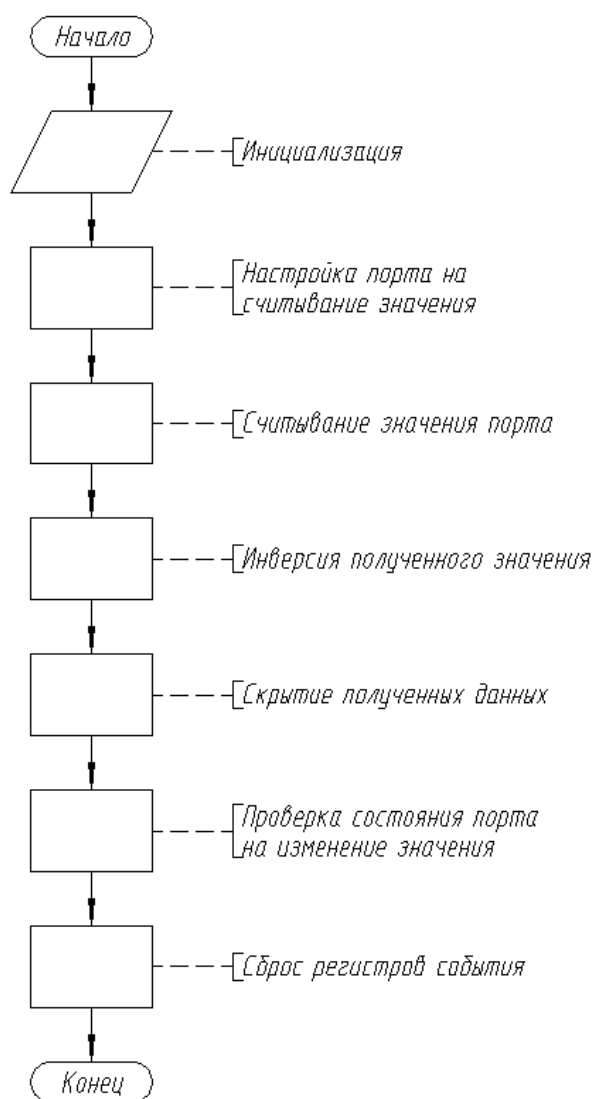 Начало
Инициализация
Настройка порта на
считывание значения
Считывание значения порта
Инверсия полученного значения
Скрытие полученных данных
Проверка состояния порта
на изменение значения
Сброс регистров события
Конец